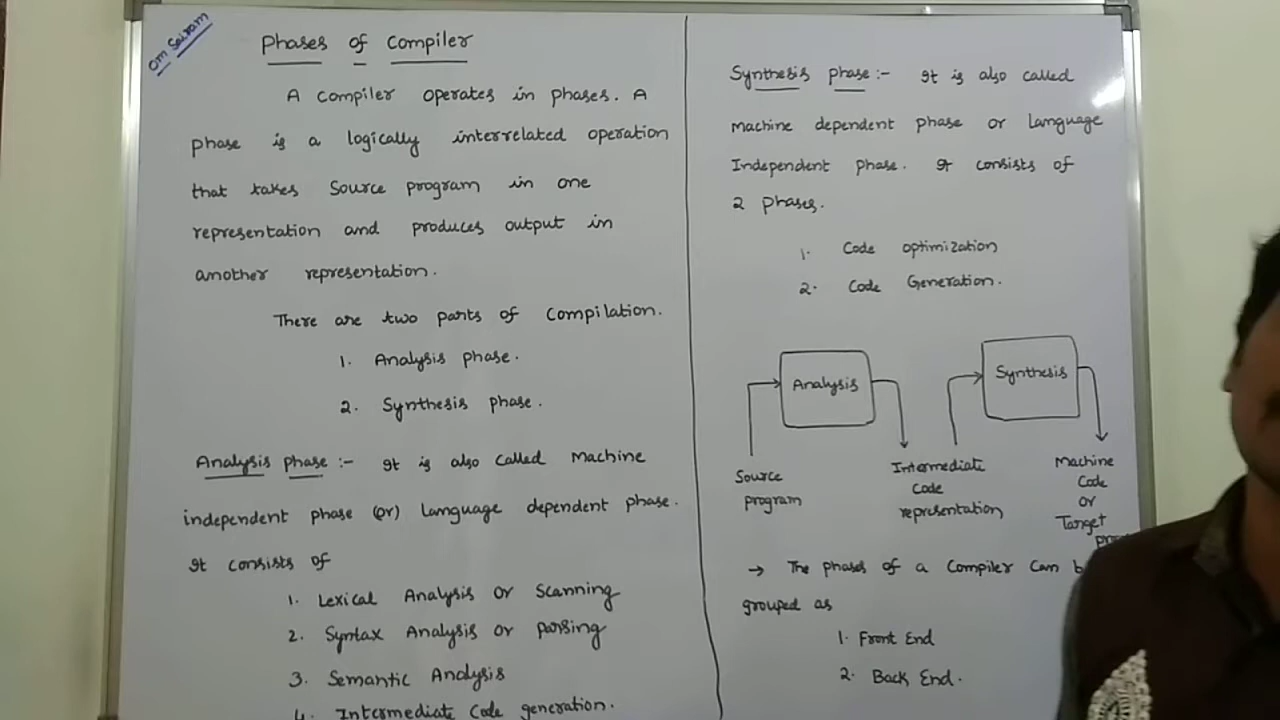 Om Sairam
Phases of Compiler
A compiler operates in phases. A
phase is a logically interrelated operation
that takes Source program in one
representation and produces output in
another representation.
There are two parts of Compilation.
1. Analysis phase.
2. Synthesis phase.
Analysis phase :- It is also called Machine
independent phase (or) Language dependent phase.
It consists of
1. Lexical Analysis or Scanning
2. Syntax Analysis or parsing
3. Semantic Analysis
4. Intermediate Code generation.
Synthesis phase :- It is also called
Machine dependent phase or Language
Independent Phase. It consists of
2 phases.
1. Code optimization
2. Code Generation.
Analysis
Synthesis
Source
program
Intermediate
Code
representation
Machine
Code
or
Target
→ The phases of a Compiler can
grouped as
1. Front End
2. Back End.